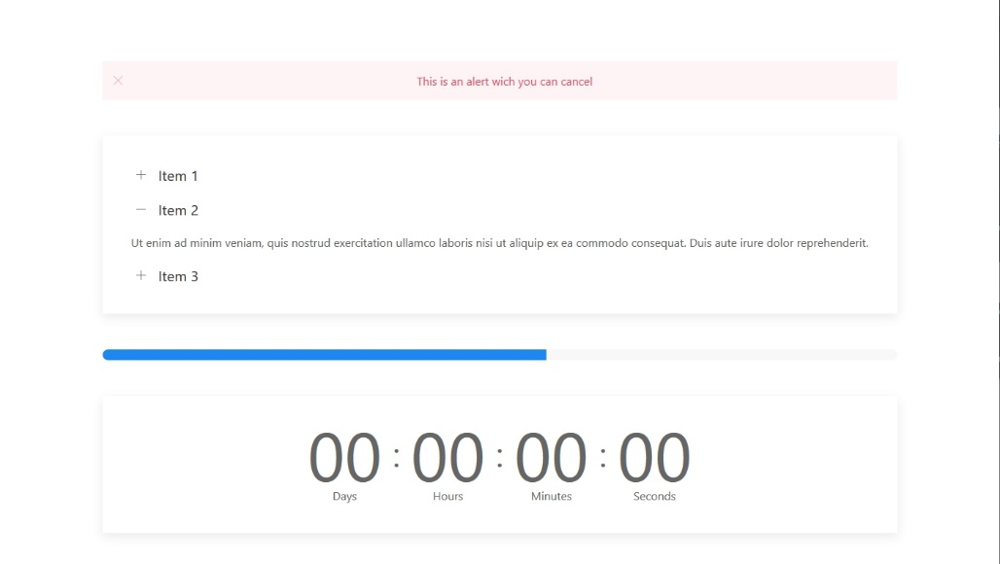 This is an alert wich you can cancel
Item 1
Item 2
Ut enim ad minim veniam, quis nostrud exercitation ullamco laboris nisi ut aliquip ex ea commodo consequat. Duis aute irure dolor reprehenderit.
Item 3
00 : 00 : 00 : 00
Days Hours Minutes Seconds